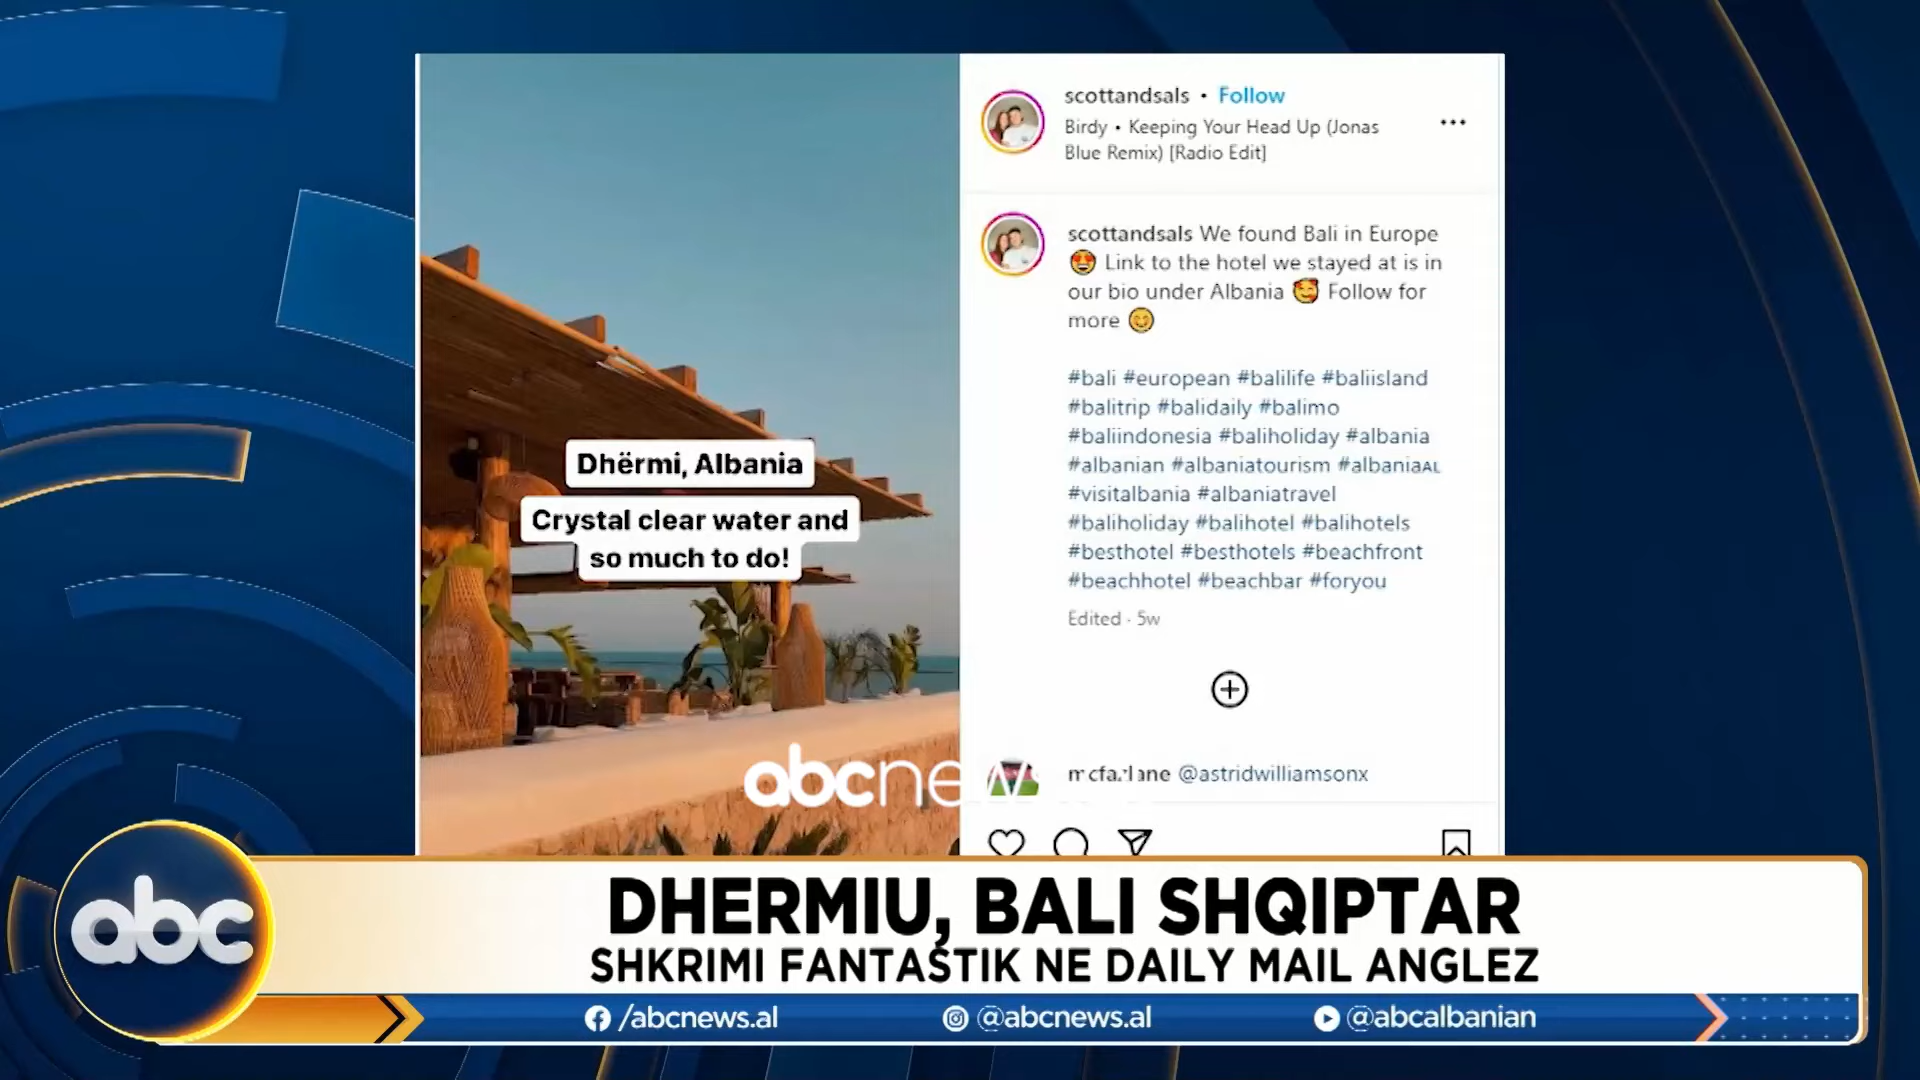 scottandsals • Follow
Birdy • Keeping Your Head Up (Jonas
Blue Remix) [Radio Edit]
scottandsals We found Bali in Europe
😍 Link to the hotel we stayed at is in
our bio under Albania 🥰 Follow for
more 😊
#bali #european #balilife #baliisland
#balitrip #balidaily #balimo
#baliindonesia #baliholiday #albania
#albanian #albaniatourism #albaniaᴀʟ
#visitalbania #albaniatravel
#baliholiday #balihotel #balihotels
#besthotel #besthotels #beachfront
#beachhotel #beachbar #foryou
Edited · 5w
mcfarlane @astridwilliamsonx
Dhërmi, Albania
Crystal clear water and
so much to do!
abcnews
abc
DHERMIU, BALI SHQIPTAR
SHKRIMI FANTASTIK NE DAILY MAIL ANGLEZ
/abcnews.al
@abcnews.al
@abcalbanian